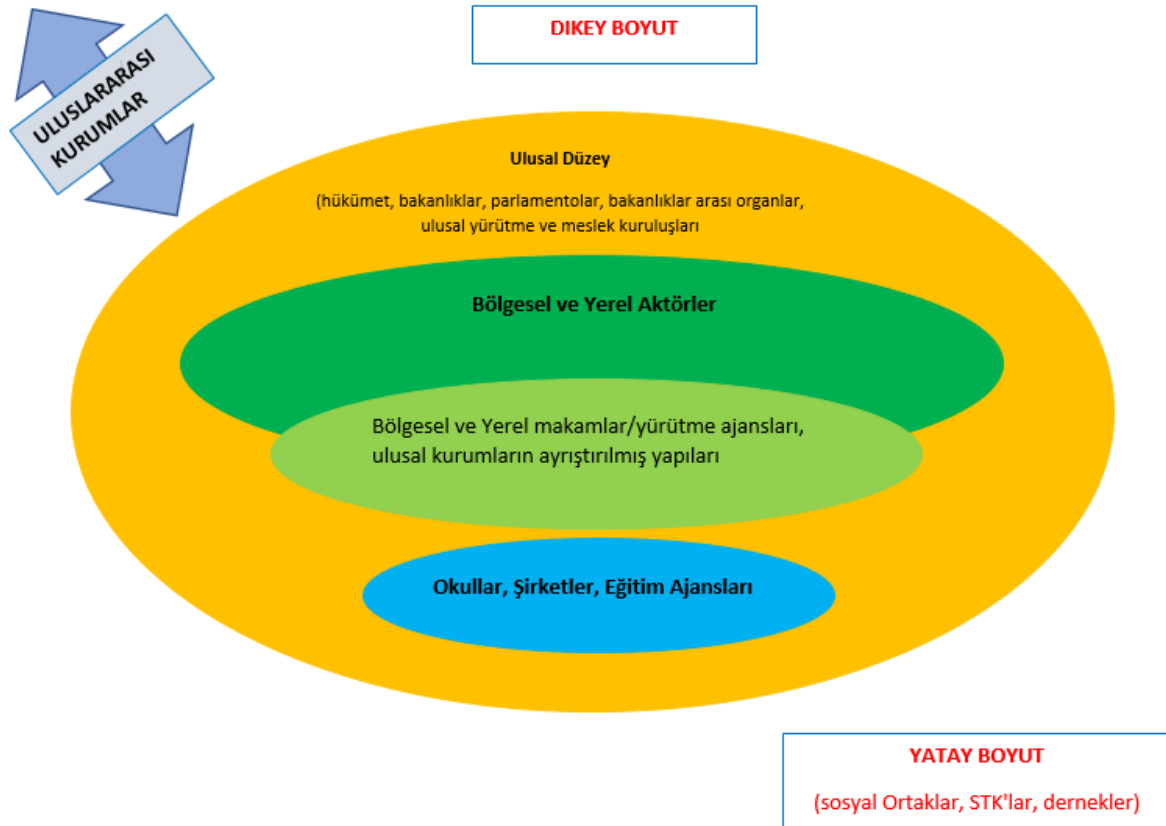 DIKEY BOYUT
ULUSLARARASI
KURUMLAR
Ulusal Düzey
(hükümet, bakanlıklar, parlamentolar, bakanlıklar arası organlar,
ulusal yürütme ve meslek kuruluşları
Bölgesel ve Yerel Aktörler
Bölgesel ve Yerel makamlar/yürütme ajansları,
ulusal kurumların ayrıştırılmış yapıları
Okullar, Şirketler, Eğitim Ajansları
YATAY BOYUT
(sosyal Ortaklar, STK'lar, dernekler)